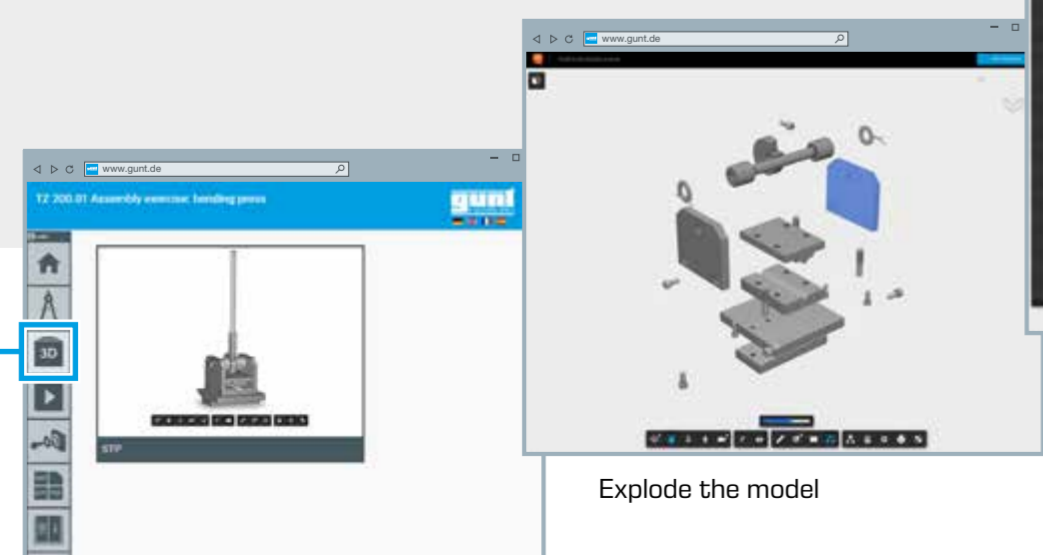 www.gunt.de
www.gunt.de
TZ 200.01 Assembly exercise: bending press
gunt
3D
STP
Explode the model